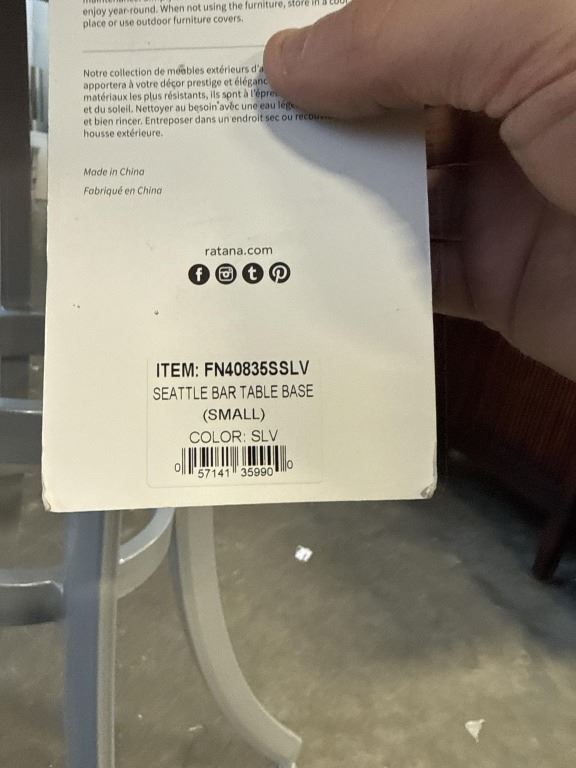 enjoy year-round. When not using the furniture, store in a cool
place or use outdoor furniture covers.
Notre collection de meubles extérieurs d'a
apportera à votre décor prestige et éléganc
matériaux les plus résistants, ils sont à l'épre
et du soleil. Nettoyer au besoin avec une eau lég
et bien rincer. Entreposer dans un endroit sec ou
housse extérieure.
Made in China
Fabriqué en China
ratana.com
ITEM: FN40835SSLV
SEATTLE BAR TABLE BASE
(SMALL)
COLOR: SLV
0 57141 35990 0